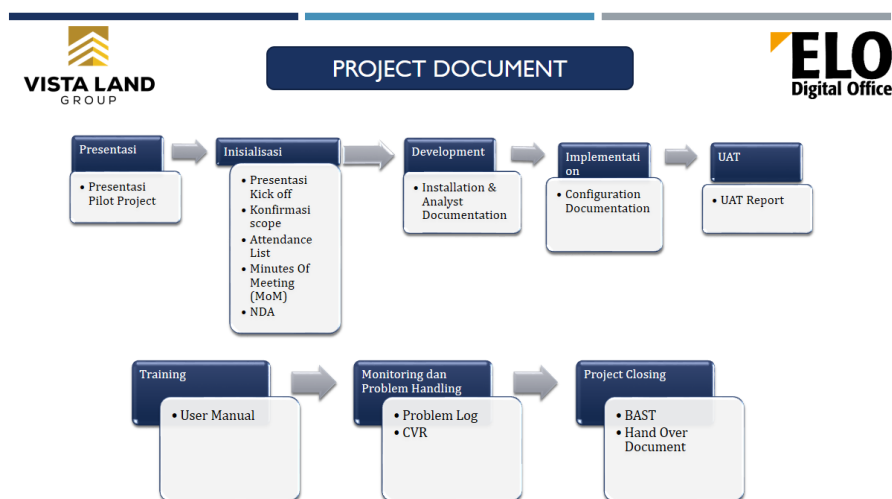 VISTA LAND
GROUP
PROJECT DOCUMENT
ELO
Digital Office
Presentasi
• Presentasi
Pilot Project
Inisialisasi
• Presentasi
Kick off
• Konfirmasi
scope
• Attendance
List
• Minutes Of
Meeting
(MoM)
• NDA
Development
• Installation &
Analyst
Documentation
Implementati
on
• Configuration
Documentation
UAT
• UAT Report
Training
• User Manual
Monitoring dan
Problem Handling
• Problem Log
• CVR
Project Closing
• BAST
• Hand Over
Document